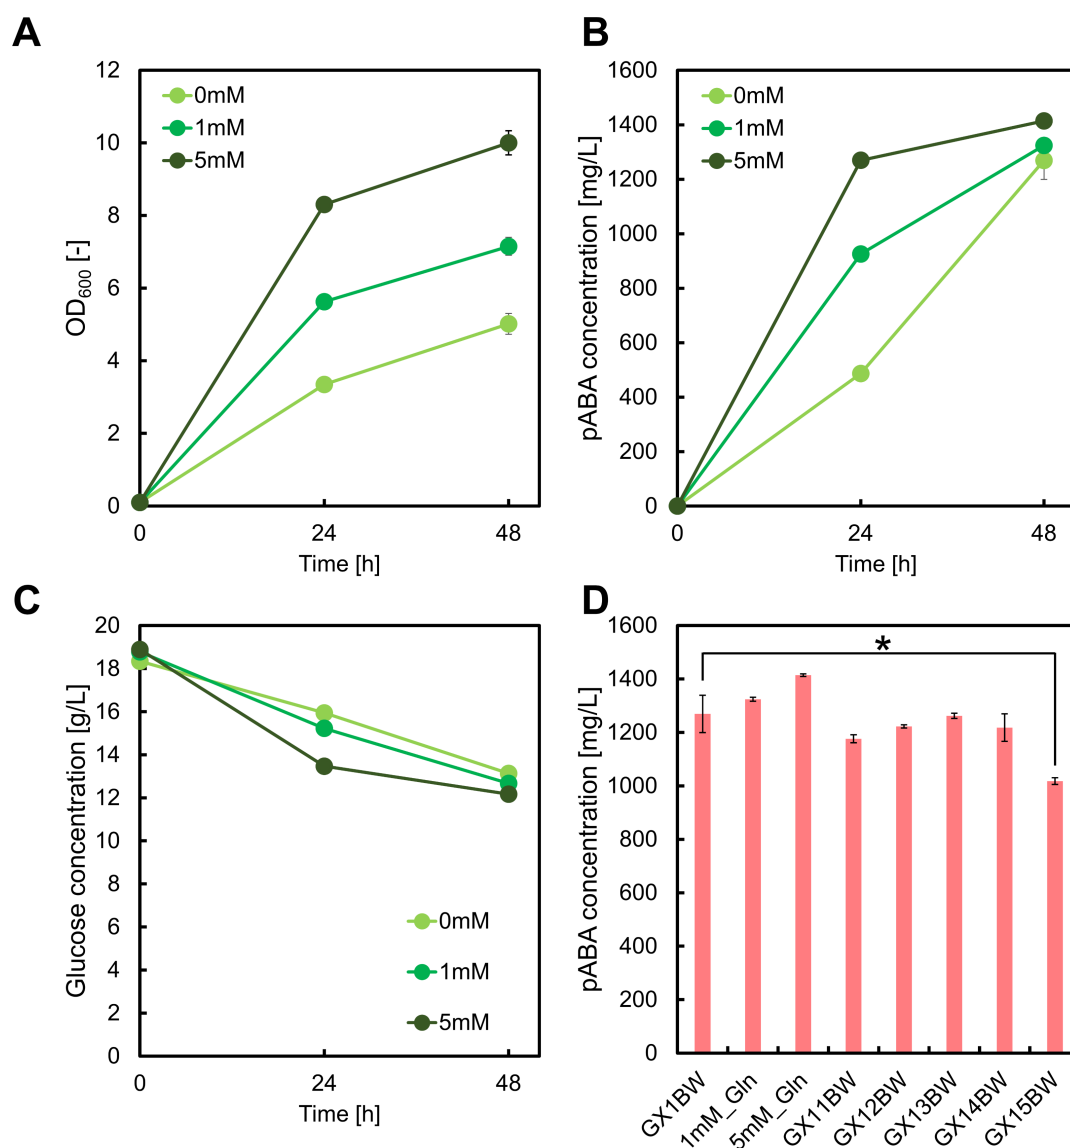 A
12
10
8
6
4
2
0
OD600 [-]
0mM
1mM
5mM
0
24
48
Time [h]
B
1600
1400
1200
1000
800
600
400
200
0
pABA concentration [mg/L]
0mM
1mM
5mM
0
24
48
Time [h]
C
20
18
16
14
12
10
8
6
4
2
0
Glucose concentration [g/L]
0mM
1mM
5mM
0
24
48
Time [h]
D
1600
1400
1200
1000
800
600
400
200
0
pABA concentration [mg/L]
*
GX1BW
1mM_Gln
5mM_Gln
GX11BW
GX12BW
GX13BW
GX14BW
GX15BW